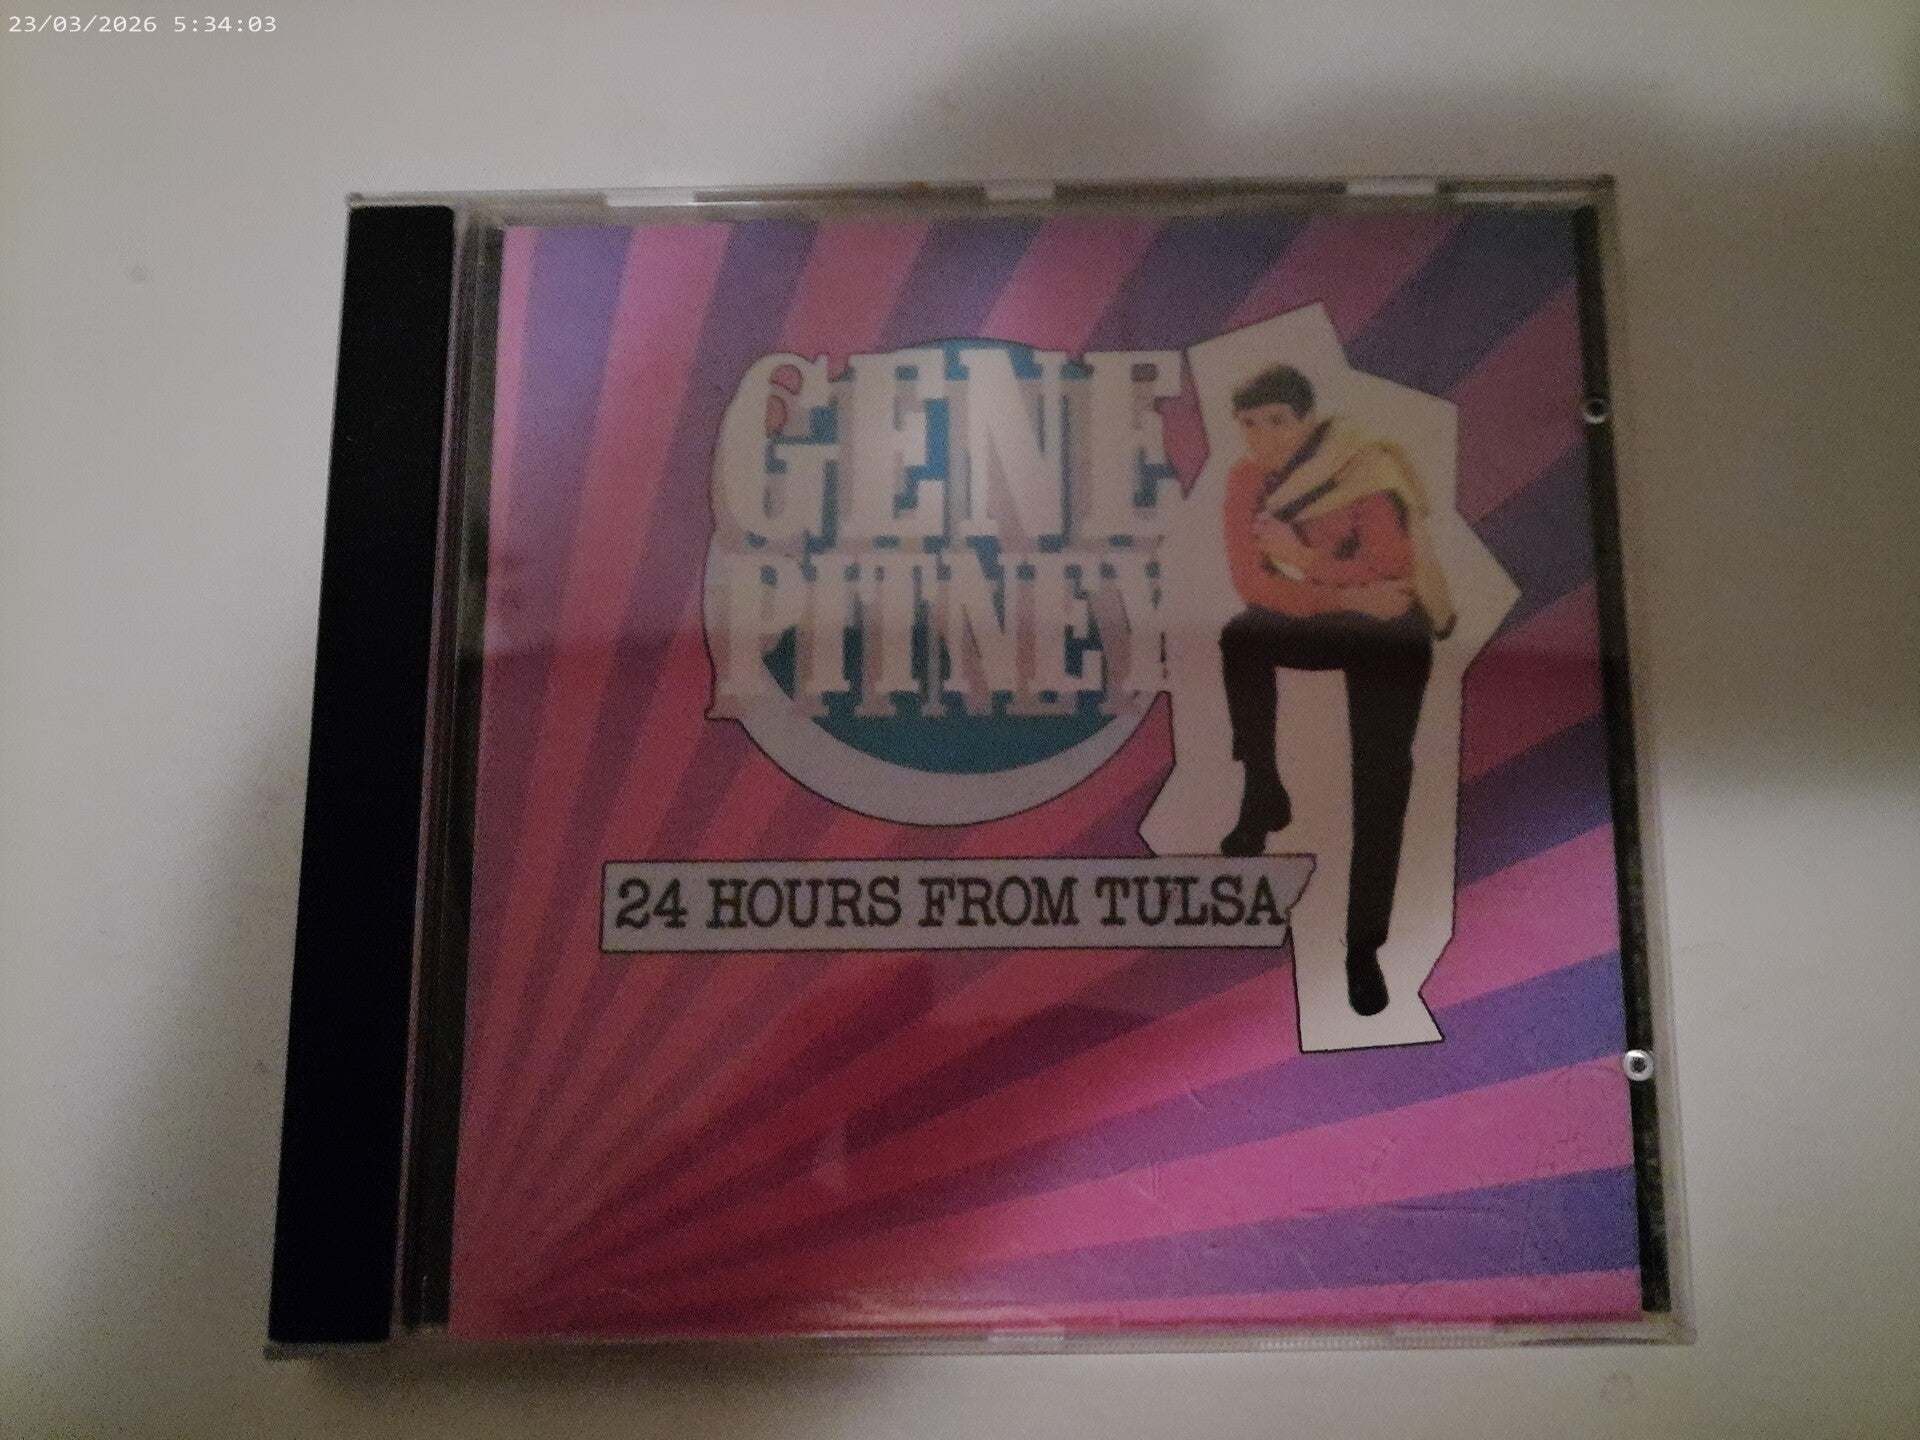 23/03/2026 5:34:03
GENE
PITNEY
24 HOURS FROM TULSA